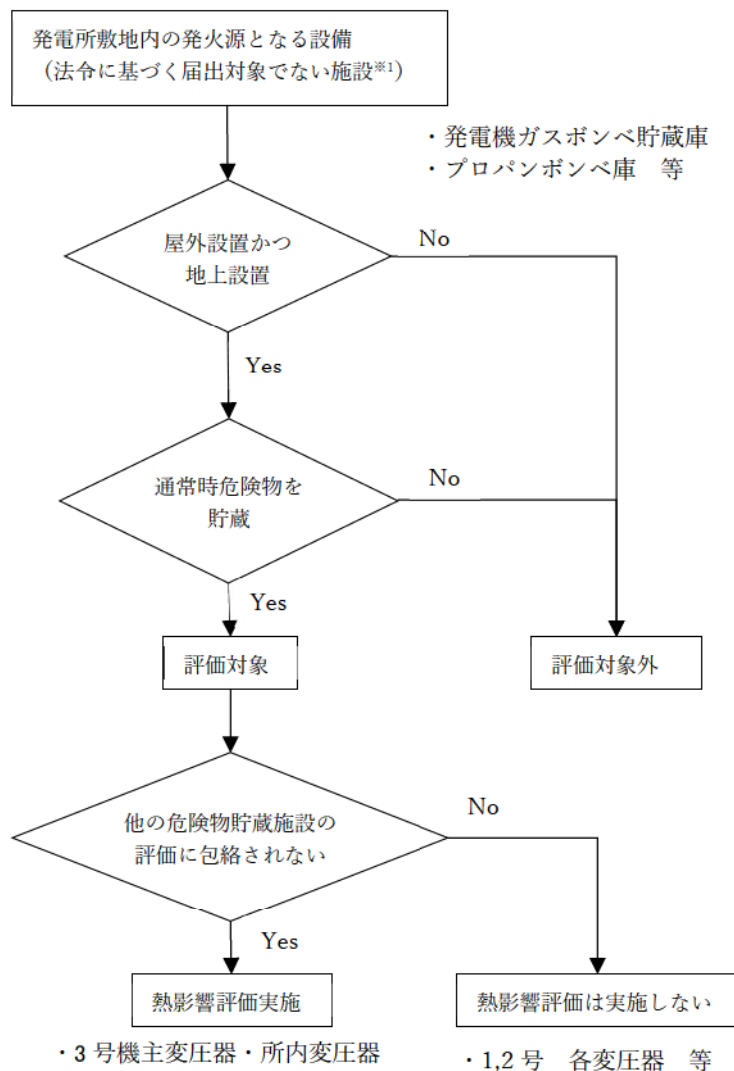 発電所敷地内の発火源となる設備
（法令に基づく届出対象でない施設※1）
・発電機ガスボンベ貯蔵庫
・プロパンボンベ庫　等
屋外設置かつ
地上設置
No
Yes
通常時危険物を
貯蔵
No
Yes
評価対象
評価対象外
他の危険物貯蔵施設の
評価に包絡されない
No
Yes
熱影響評価実施
熱影響評価は実施しない
・3 号機主変圧器・所内変圧器
・1,2 号　各変圧器　等